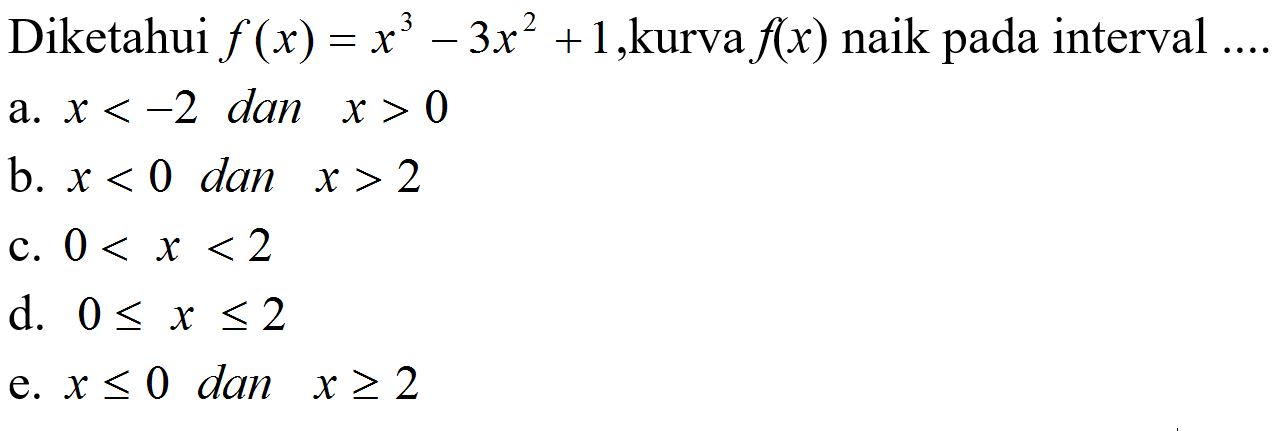 Diketahui f(x) = x³ – 3x² + 1,kurva f(x) naik pada interval ....
a. x < –2 dan x > 0
b. x < 0 dan x > 2
c. 0 < x < 2
d. 0 ≤ x ≤ 2
e. x ≤ 0 dan x ≥ 2